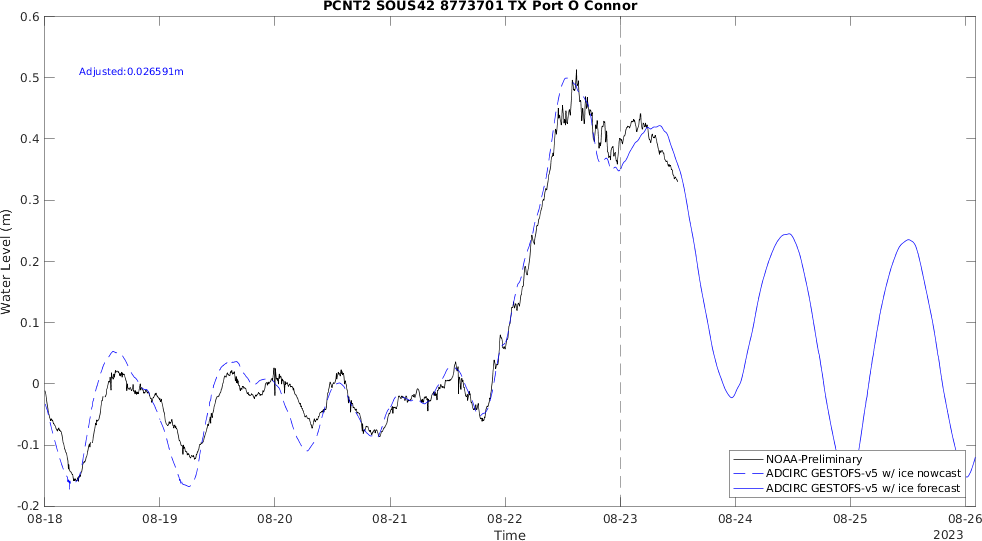 PCNT2 SOUS42 8773701 TX Port O Connor
0.6
Adjusted:0.026591m
0.5
0.4
0.3
0.2
0.1
0
-0.1
-0.2
Water Level (m)
NOAA-Preliminary
ADCIRC GESTOFS-v5 w/ ice nowcast
ADCIRC GESTOFS-v5 w/ ice forecast
08-18 08-19 08-20 08-21 08-22 08-23 08-24 08-25 08-26
Time
2023